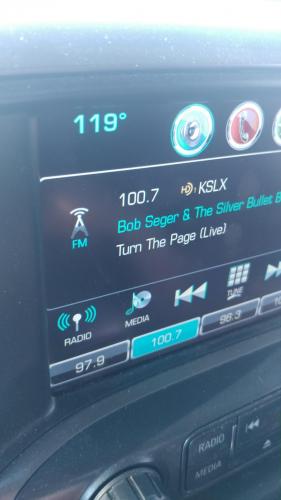 119°
100.7 HD KSLX
Bob Seger & The Silver Bullet B
Turn The Page (Live)
FM
RADIO
MEDIA
TUNE
97.9
100.7
98.3
RADIO
MEDIA